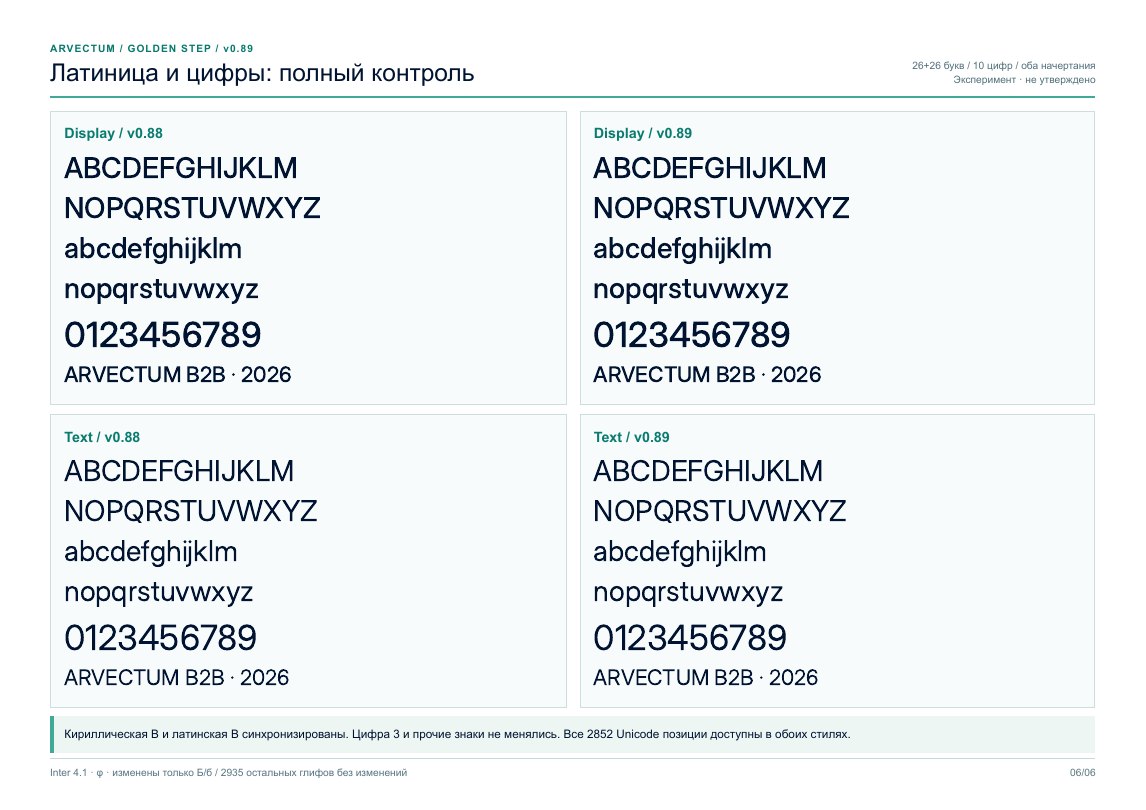 ARVECTUM / GOLDEN STEP / v0.89
Латиница и цифры: полный контроль
26+26 букв / 10 цифр / оба начертания
Эксперимент · не утверждено
Display / v0.88
ABCDEFGHIJKLM
NOPQRSTUVWXYZ
abcdefghijklm
nopqrstuvwxyz
0123456789
ARVECTUM B2B · 2026
Display / v0.89
ABCDEFGHIJKLM
NOPQRSTUVWXYZ
abcdefghijklm
nopqrstuvwxyz
0123456789
ARVECTUM B2B · 2026
Text / v0.88
ABCDEFGHIJKLM
NOPQRSTUVWXYZ
abcdefghijklm
nopqrstuvwxyz
0123456789
ARVECTUM B2B · 2026
Text / v0.89
ABCDEFGHIJKLM
NOPQRSTUVWXYZ
abcdefghijklm
nopqrstuvwxyz
0123456789
ARVECTUM B2B · 2026
Кириллическая В и латинская B синхронизированы. Цифра 3 и прочие знаки не менялись. Все 2852 Unicode позиции доступны в обоих стилях.
Inter 4.1 · φ · изменены только Б/б / 2935 остальных глифов без изменений
06/06